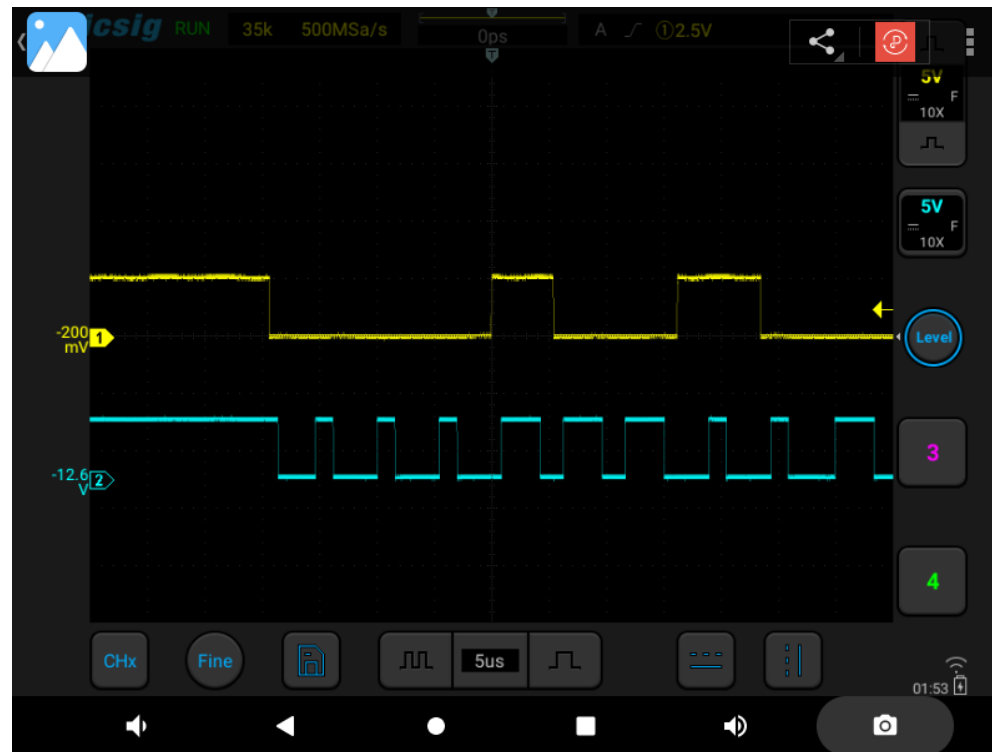 icsig RUN 35k 500MSa/s 0ps A ①2.5V
T
T
5V
F
10X
5V
F
10X
-200
mV
1
Level
-12.6
V
2
3
4
CHx Fine 5us
01:53